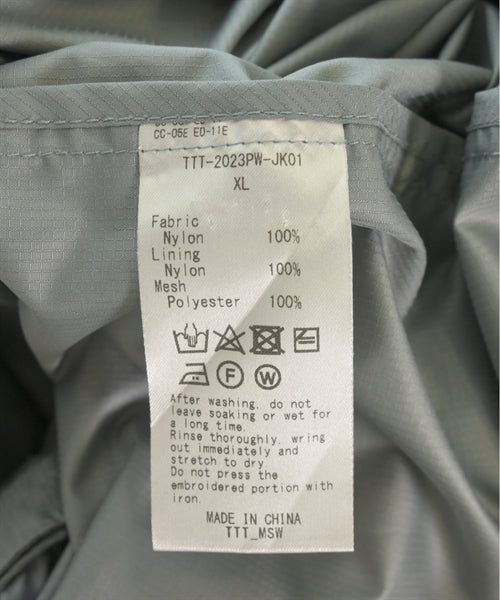 CC-06E ED-11E
TTT-2023PW-JK01
XL
Fabric
Nylon 100%
Lining
Nylon 100%
Mesh
Polyester 100%
F W
After washing, do not
leave soaking or wet for
a long time.
Rinse thoroughly, wring
out immediately and
stretch to dry.
Do not press the
embroidered portion with
iron.
MADE IN CHINA
TTT_MSW